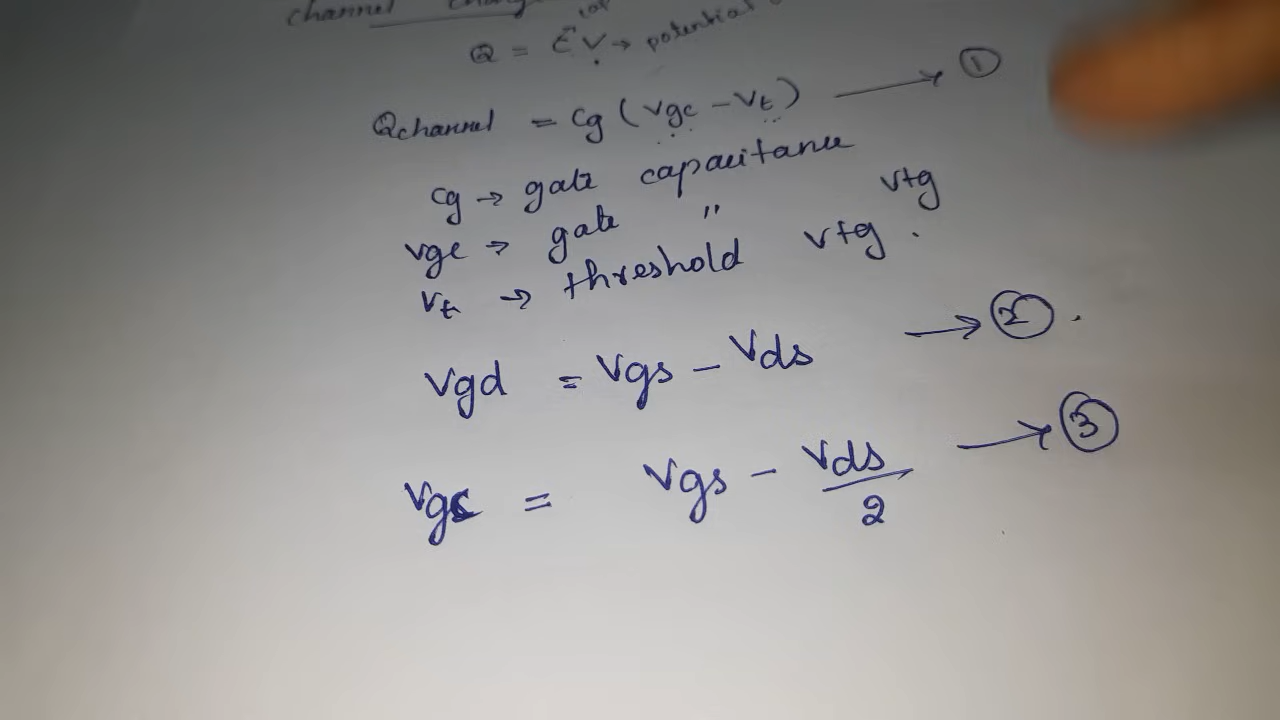 channel
Q = CV → potential
Qchannel = Cg (Vgc - Vt) → ①
Cg → gate capacitance
Vgc → gate " Vtg
Vt → threshold Vtg.
Vgd = Vgs - Vds → ②.
Vgc = Vgs - Vds/2 → ③